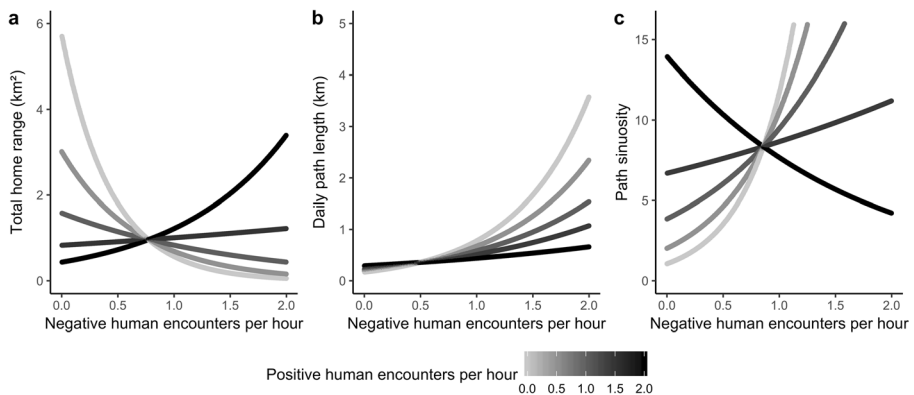 a
b
c
Total home range (km²)
6
4
2
0
0.0 0.5 1.0 1.5 2.0
Negative human encounters per hour
Daily path length (km)
5
4
3
2
1
0
0.0 0.5 1.0 1.5 2.0
Negative human encounters per hour
Path sinuosity
15
10
5
0
0.0 0.5 1.0 1.5 2.0
Negative human encounters per hour
Positive human encounters per hour
0.0 0.5 1.0 1.5 2.0